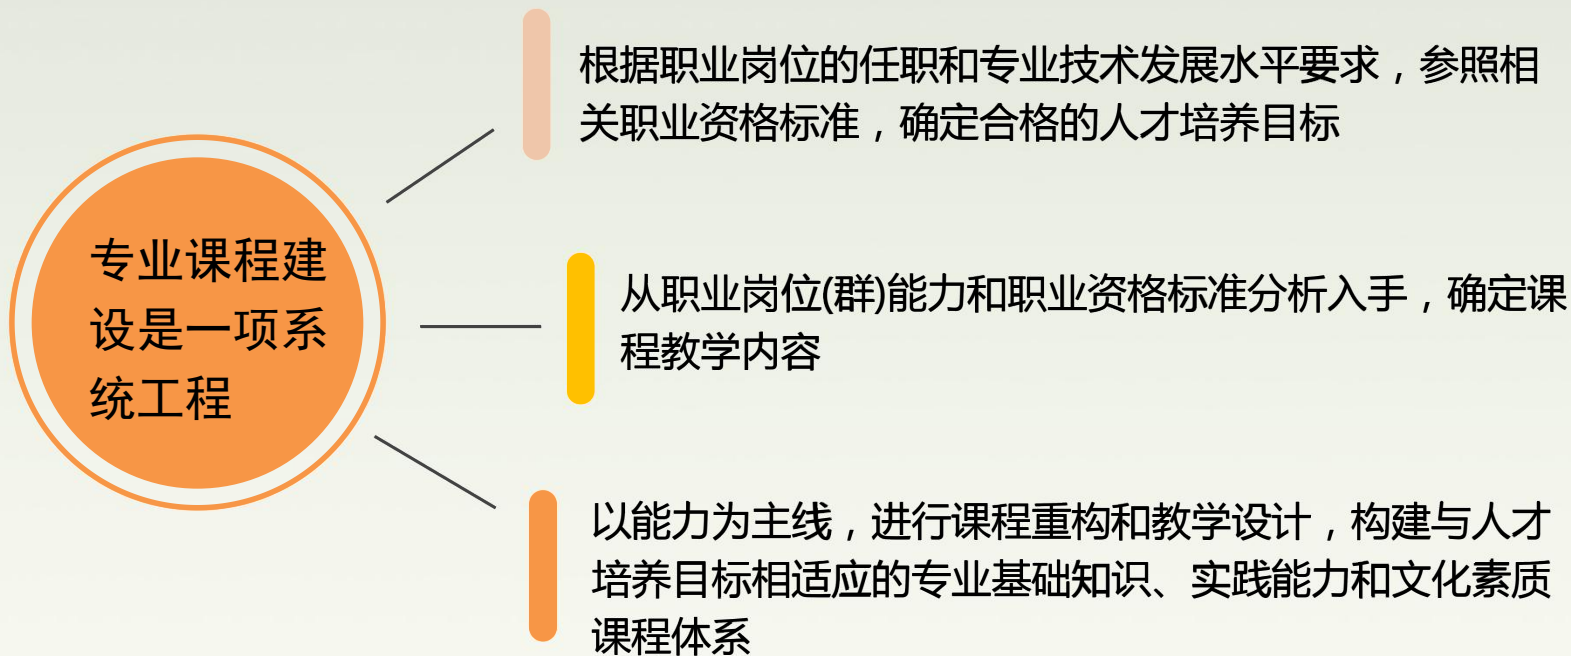 专业课程建
设是一项系
统工程
根据职业岗位的任职和专业技术发展水平要求，参照相
关职业资格标准，确定合格的人才培养目标
从职业岗位(群)能力和职业资格标准分析入手，确定课
程教学内容
以能力为主线，进行课程重构和教学设计，构建与人才
培养目标相适应的专业基础知识、实践能力和文化素质
课程体系